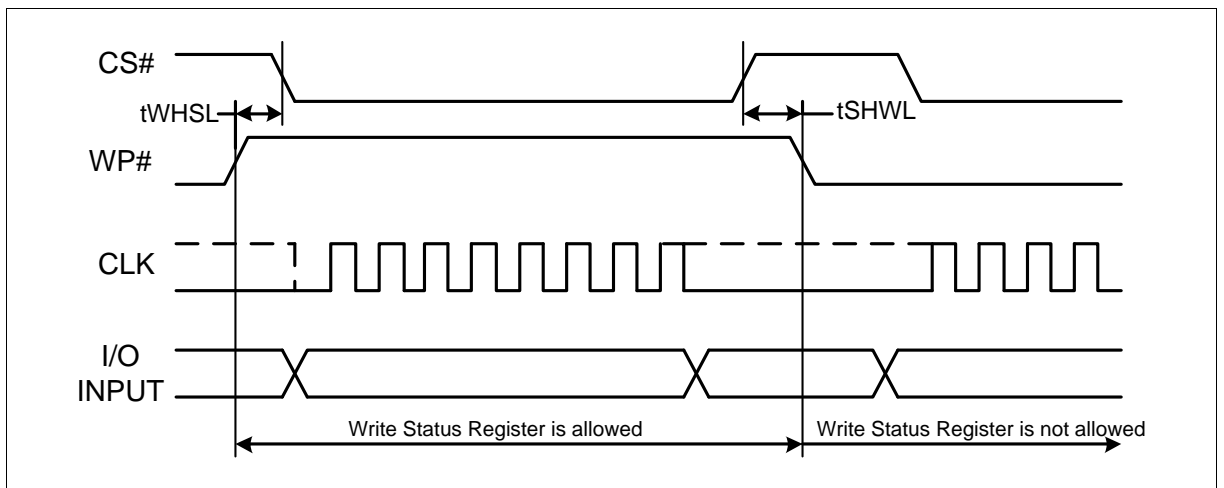 CS#
tWHSL
tSHWL
WP#
CLK
I/O
INPUT
Write Status Register is allowed
Write Status Register is not allowed